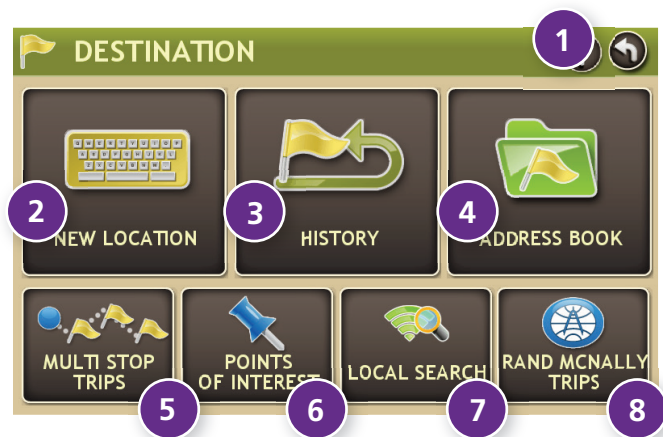 DESTINATION
1
2
NEW LOCATION
3
HISTORY
4
ADDRESS BOOK
MULTI STOP
TRIPS
5
POINTS
OF INTEREST
6
LOCAL SEARCH
7
RAND MCNALLY
TRIPS
8